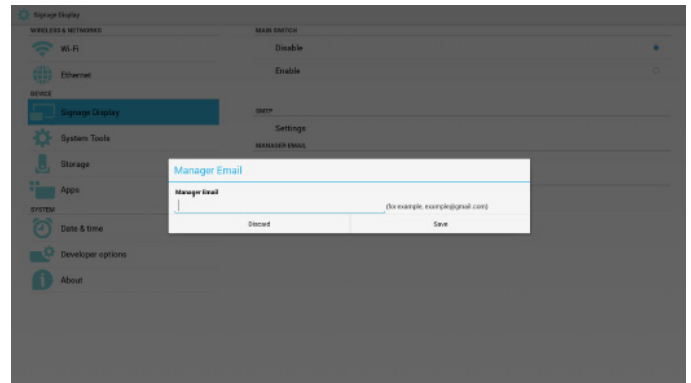 Signage Display
WIRELESS & NETWORKS
Wi-Fi
Ethernet
DEVICE
Signage Display
System Tools
Storage
Apps
SYSTEM
Date & time
Developer options
About
MAIN SWITCH
Disable
Enable
SMTP
Settings
MANAGER EMAIL
Manager Email
Manager Email
(for example, example@gmail.com)
Discard Save